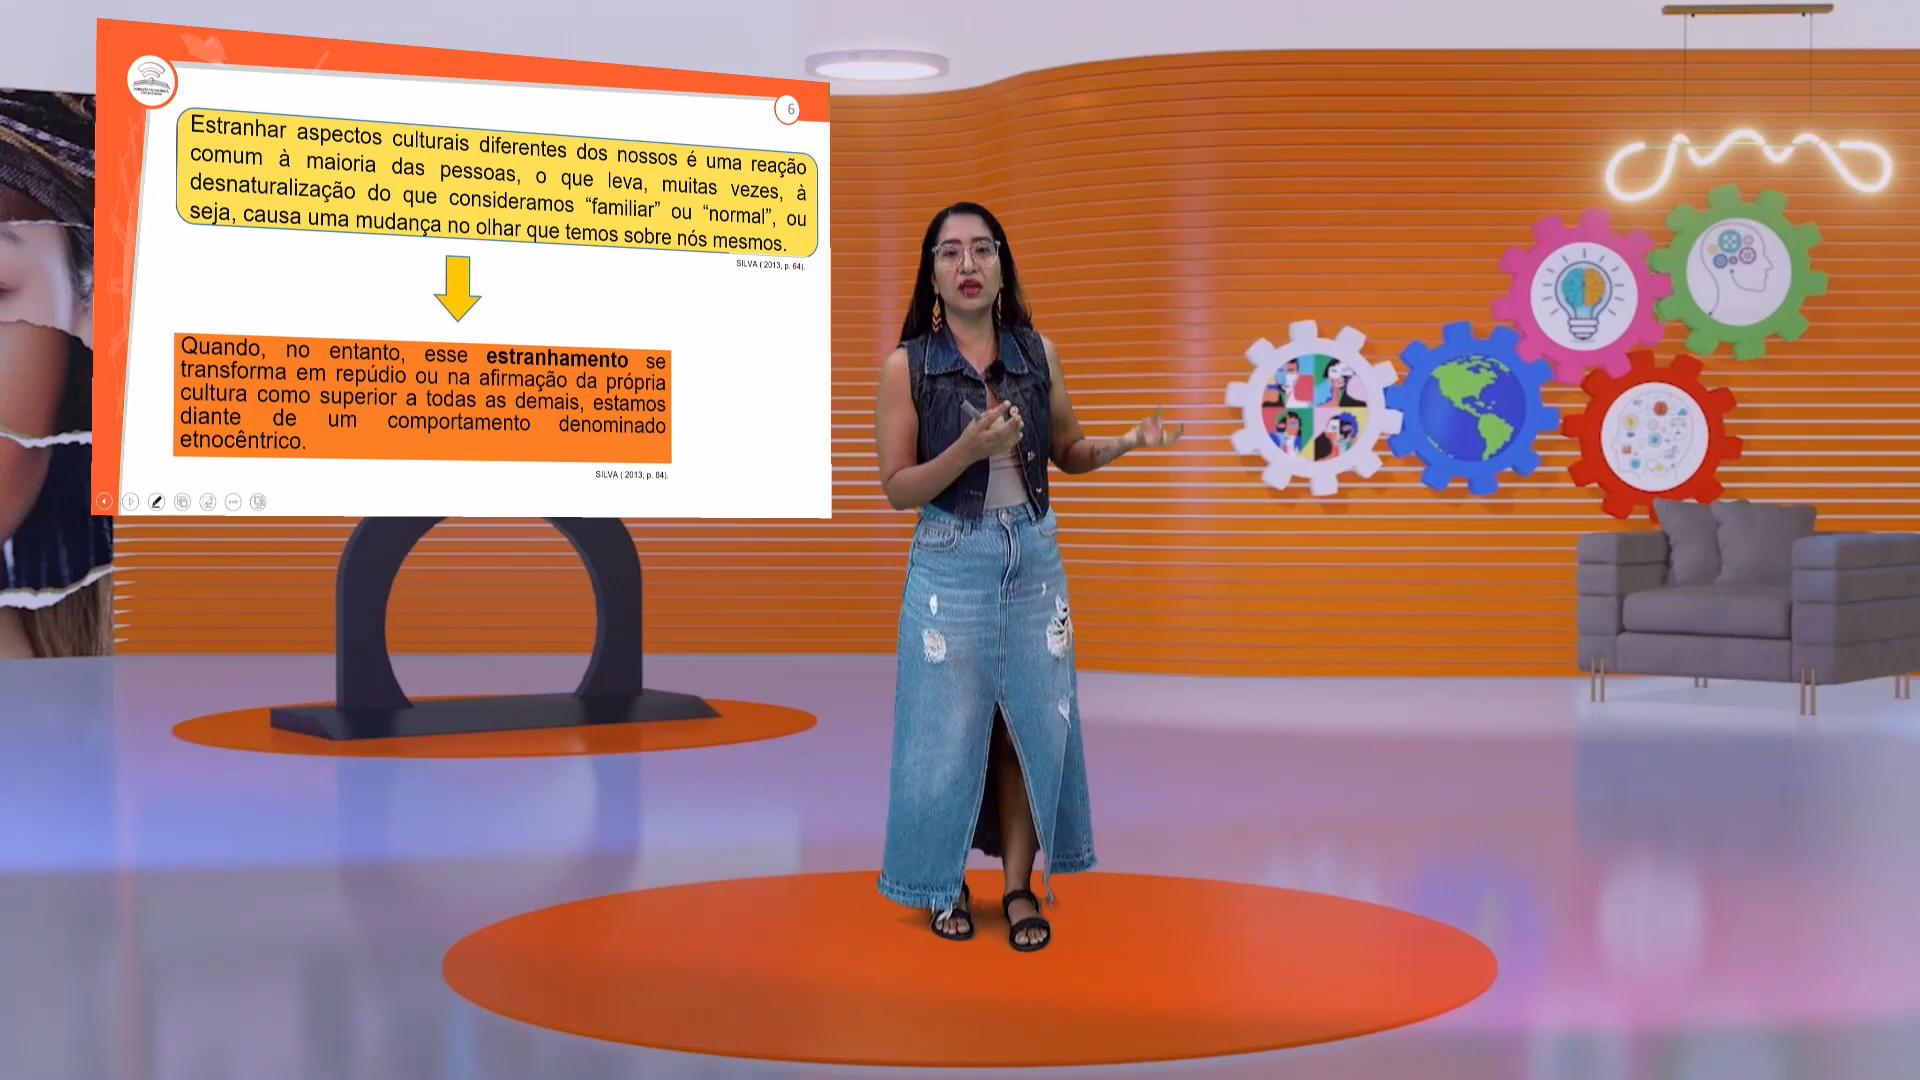 6
Estranhar aspectos culturais diferentes dos nossos é uma reação
comum à maioria das pessoas, o que leva, muitas vezes, à
desnaturalização do que consideramos “familiar” ou “normal”, ou
seja, causa uma mudança no olhar que temos sobre nós mesmos.
SILVA ( 2013, p. 64).
Quando, no entanto, esse estranhamento se
transforma em repúdio ou na afirmação da própria
cultura como superior a todas as demais, estamos
diante de um comportamento denominado
etnocêntrico.
SILVA ( 2013, p. 64).